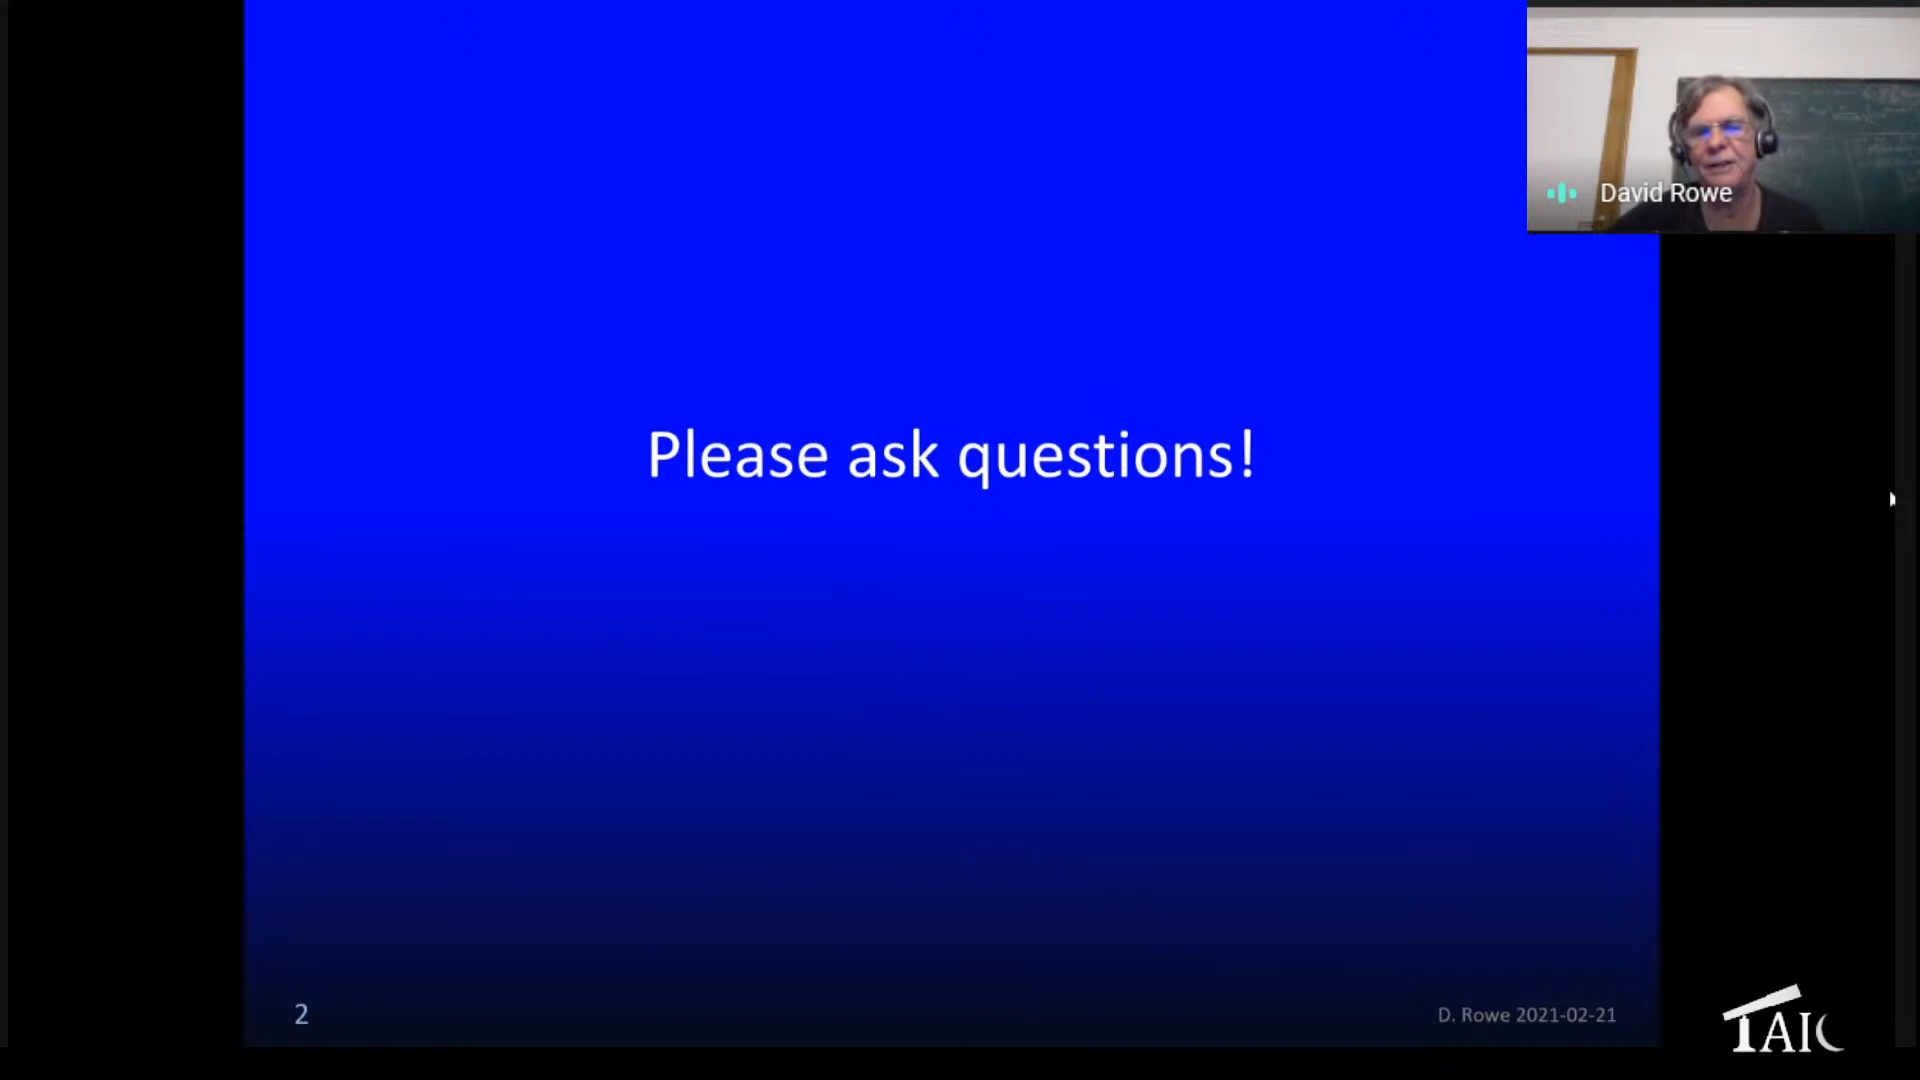 David Rowe
Please ask questions!
2
D. Rowe 2021-02-21
TAIC